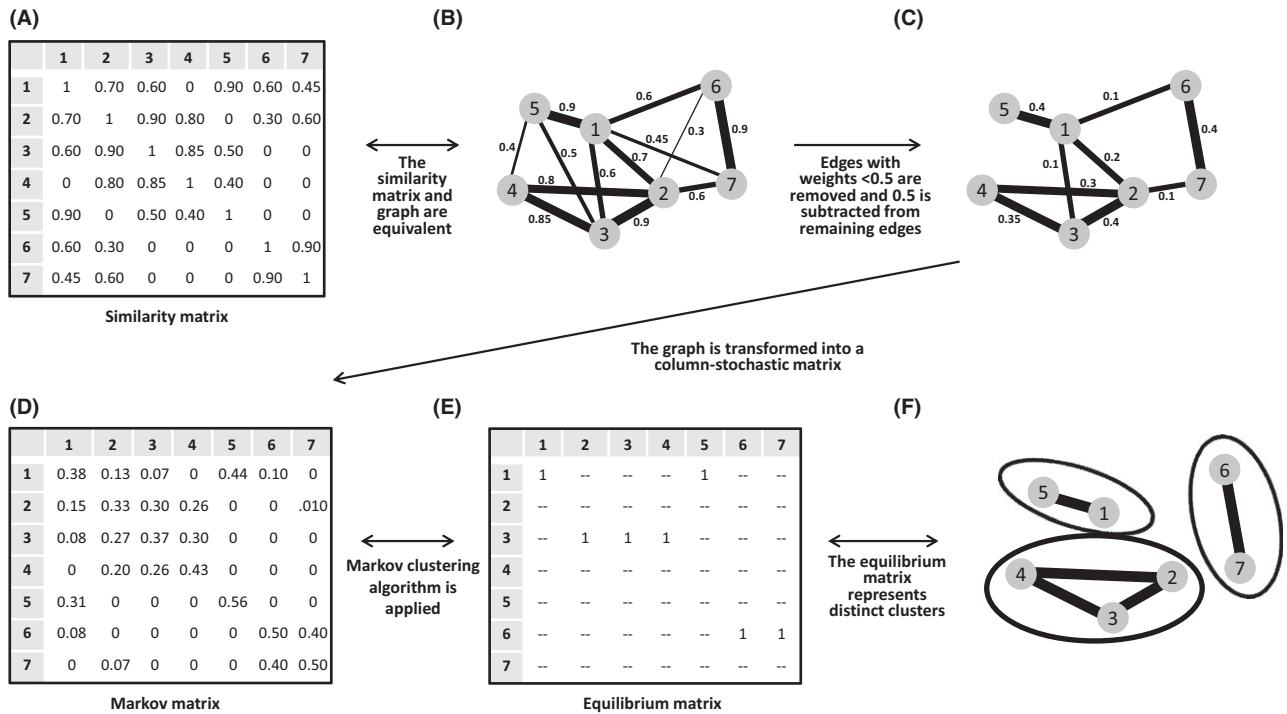 (A)
1 2 3 4 5 6 7
1 1 0.70 0.60 0 0.90 0.60 0.45
2 0.70 1 0.90 0.80 0 0.30 0.60
3 0.60 0.90 1 0.85 0.50 0 0
4 0 0.80 0.85 1 0.40 0 0
5 0.90 0 0.50 0.40 1 0 0
6 0.60 0.30 0 0 0 1 0.90
7 0.45 0.60 0 0 0 0.90 1
Similarity matrix
The
similarity
matrix and
graph are
equivalent
(B)
6
0.6
5
0.9
1
0.3
0.9
0.45
0.4
0.5
0.7
0.6
4
0.8
2
7
0.6
0.85
0.9
3
Edges with
weights <0.5 are
removed and 0.5 is
subtracted from
remaining edges
(C)
6
0.1
5
0.4
1
0.4
0.1
0.2
4
0.3
2
7
0.1
0.35
0.4
3
The graph is transformed into a
column-stochastic matrix
(D)
1 2 3 4 5 6 7
1 0.38 0.13 0.07 0 0.44 0.10 0
2 0.15 0.33 0.30 0.26 0 0 .010
3 0.08 0.27 0.37 0.30 0 0 0
4 0 0.20 0.26 0.43 0 0 0
5 0.31 0 0 0 0.56 0 0
6 0.08 0 0 0 0 0.50 0.40
7 0 0.07 0 0 0 0.40 0.50
Markov matrix
Markov clustering
algorithm is
applied
(E)
1 2 3 4 5 6 7
1 1 -- -- -- 1 -- --
2 -- -- -- -- -- -- --
3 -- 1 1 1 -- -- --
4 -- -- -- -- -- -- --
5 -- -- -- -- -- -- --
6 -- -- -- -- -- 1 1
7 -- -- -- -- -- -- --
Equilibrium matrix
The equilibrium
matrix
represents
distinct clusters
(F)
6
5
1
7
4
2
3